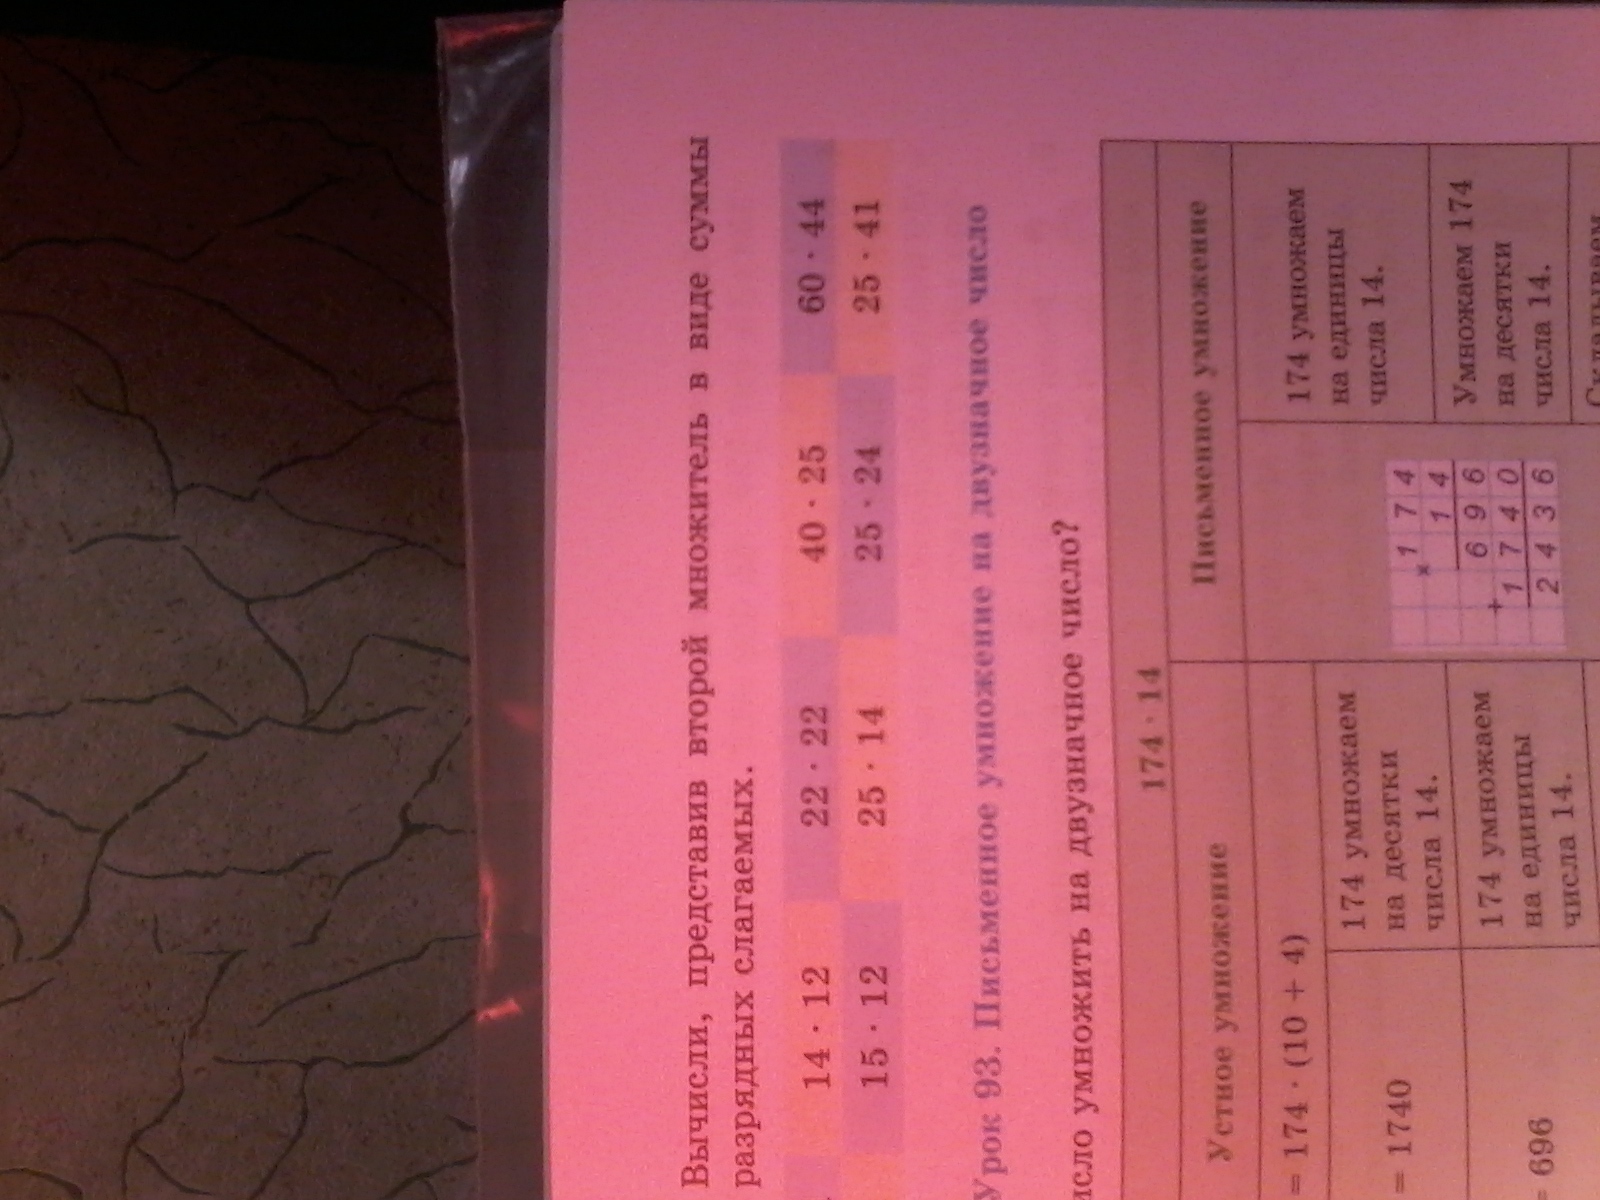 Вычисли, представив второй множитель в виде суммы
разрядных слагаемых.
14 · 12 22 · 22 40 · 25 60 · 44
15 · 12 25 · 14 25 · 24 25 · 41
Урок 93. Письменное умножение на двузначное число
умножить на двузначное число?
174 · 14
Устное умножение
Письменное умножение
= 174 · (10 + 4)
= 1740
174 умножаем
на десятки
числа 14.
= 696
174 умножаем
на единицы
числа 14.
× 1 7 4
1 4
6 9 6
+ 1 7 4 0
2 4 3 6
174 умножаем
на единицы
числа 14.
Умножаем 174
на десятки
числа 14.